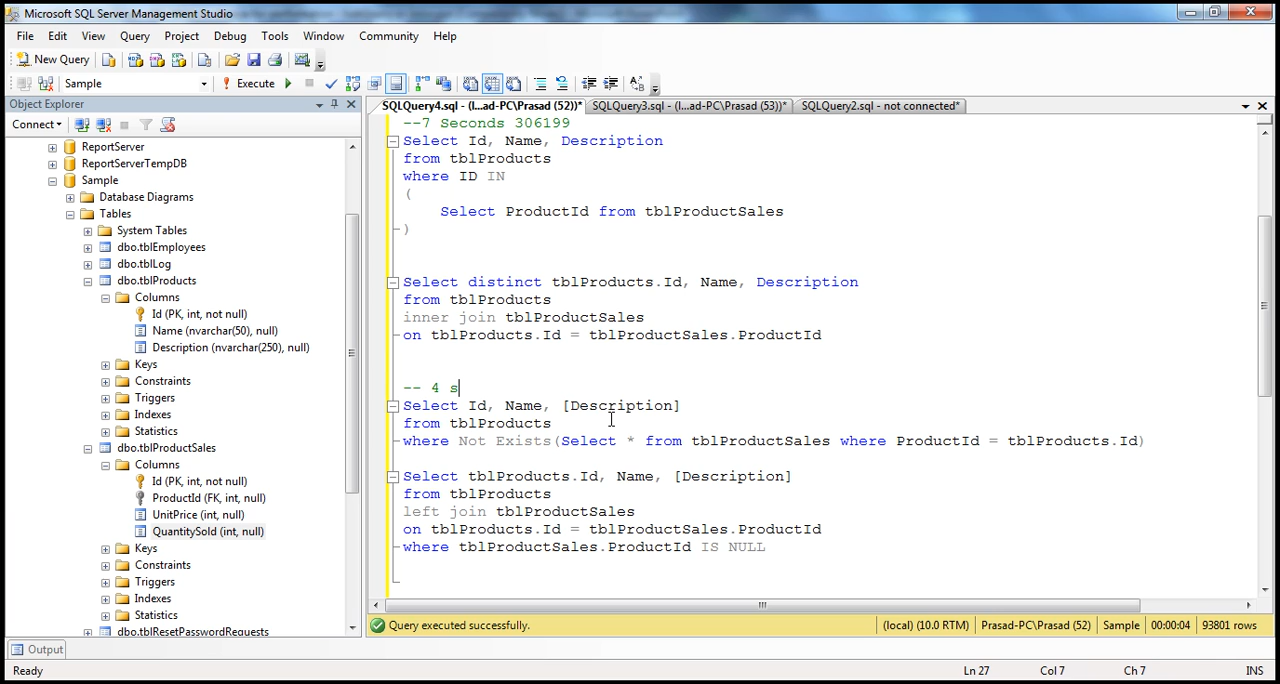 Microsoft SQL Server Management Studio
File Edit View Query Project Debug Tools Window Community Help
New Query
Sample Execute
Object Explorer
SQLQuery4.sql - (l...ad-PC\Prasad (52))* SQLQuery3.sql - (l...ad-PC\Prasad (53))* SQLQuery2.sql - not connected*
Connect
ReportServer
ReportServerTempDB
Sample
Database Diagrams
Tables
System Tables
dbo.tblEmployees
dbo.tblLog
dbo.tblProducts
Columns
Id (PK, int, not null)
Name (nvarchar(50), null)
Description (nvarchar(250), null)
Keys
Constraints
Triggers
Indexes
Statistics
dbo.tblProductSales
Columns
Id (PK, int, not null)
ProductId (FK, int, null)
UnitPrice (int, null)
QuantitySold (int, null)
Keys
Constraints
Triggers
Indexes
Statistics
dbo.tblResetPasswordRequests
--7 Seconds 306199
Select Id, Name, Description
from tblProducts
where ID IN
(
Select ProductId from tblProductSales
)
Select distinct tblProducts.Id, Name, Description
from tblProducts
inner join tblProductSales
on tblProducts.Id = tblProductSales.ProductId
-- 4 s
Select Id, Name, [Description]
from tblProducts
where Not Exists(Select * from tblProductSales where ProductId = tblProducts.Id)
Select tblProducts.Id, Name, [Description]
from tblProducts
left join tblProductSales
on tblProducts.Id = tblProductSales.ProductId
where tblProductSales.ProductId IS NULL
Query executed successfully. (local) (10.0 RTM) Prasad-PC\Prasad (52) Sample 00:00:04 93801 rows
Output
Ready Ln 27 Col 7 Ch 7 INS